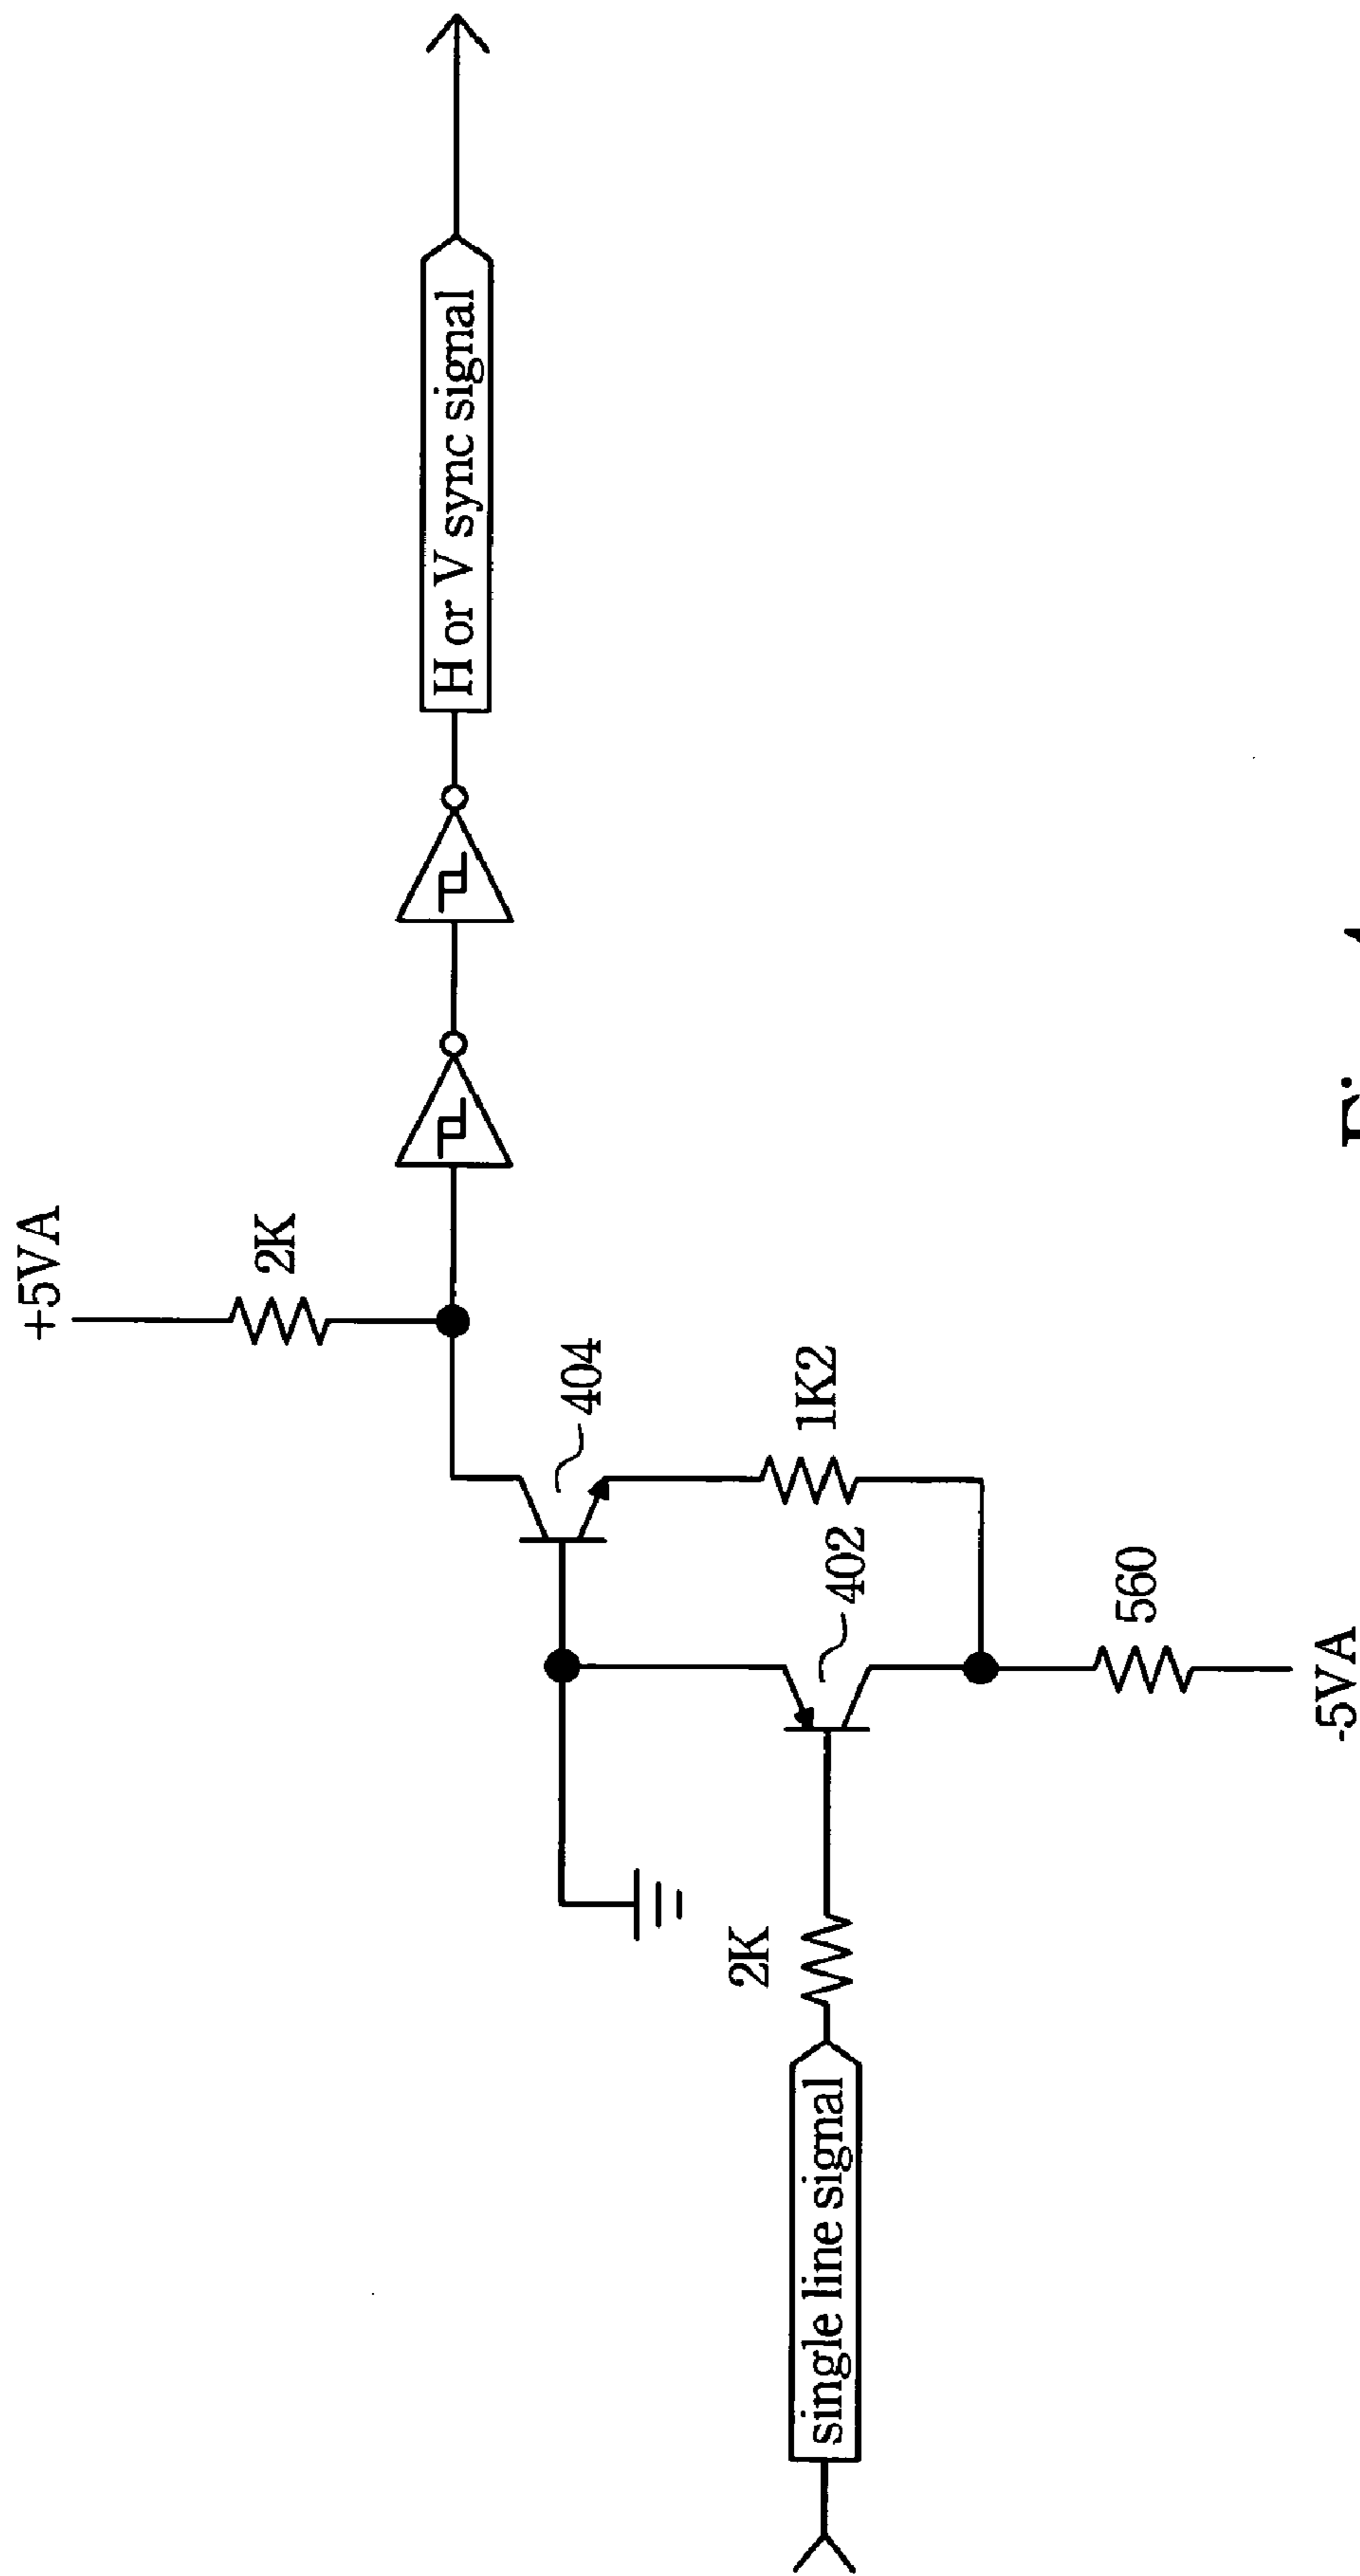 +5VA
2K
H or V sync signal
404
1K2
402
560
-5VA
2K
single line signal